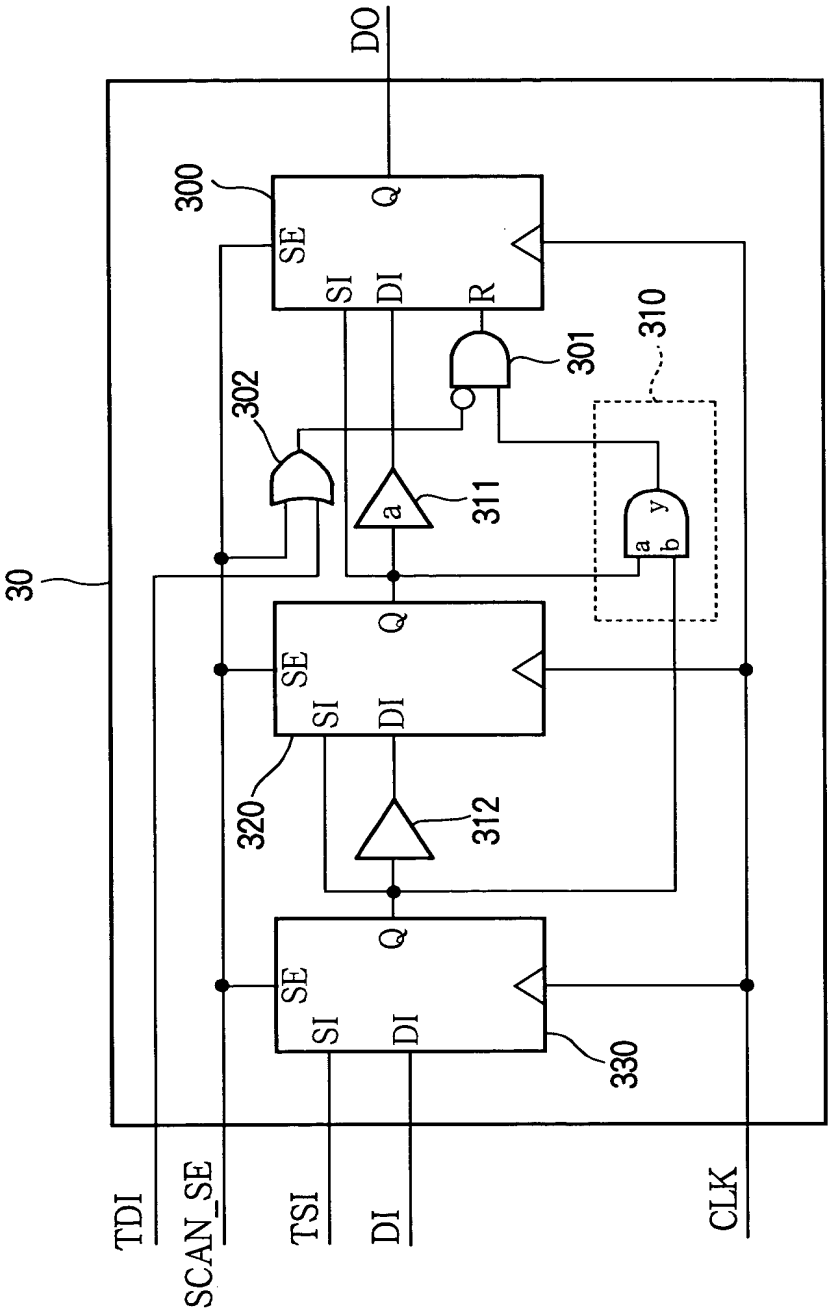 30
TDI
SCAN_SE
TSI
DI
CLK
DO
330
SE
SI
DI
Q
312
320
SE
SI
DI
Q
a
311
302
310
a
b
y
301
300
SE
SI
DI
R
Q